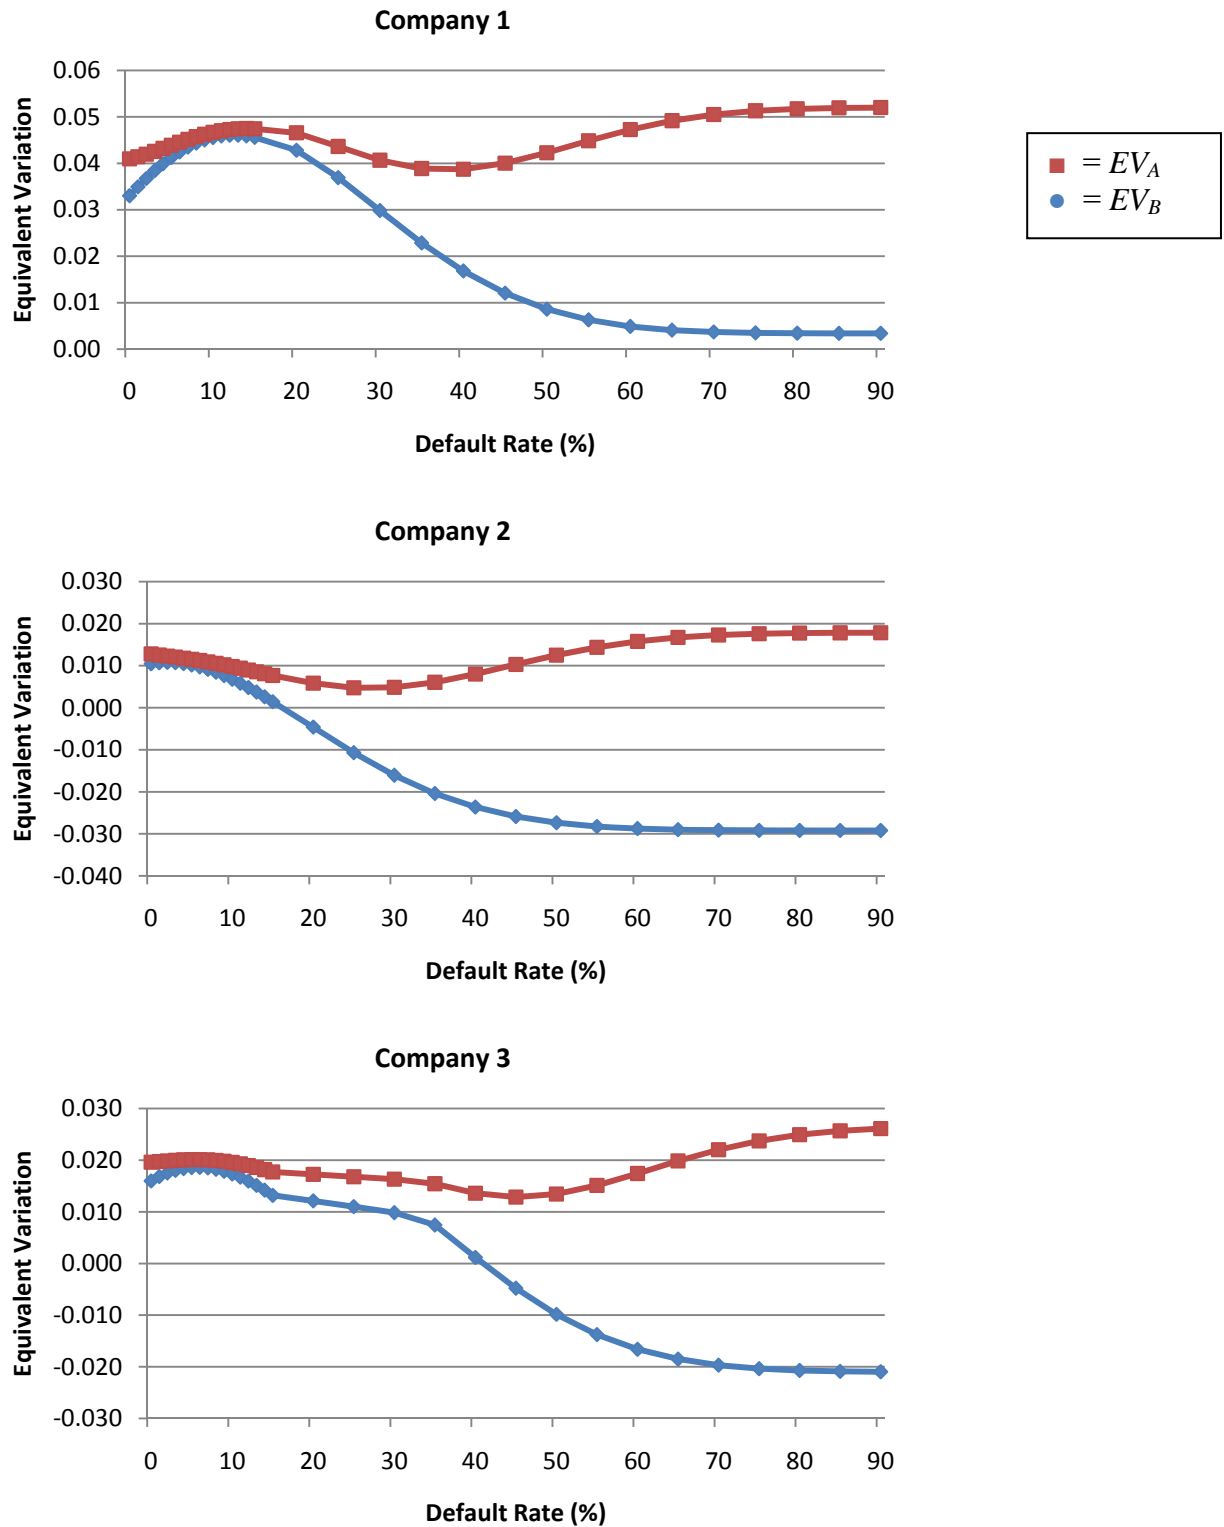 Company 1
Equivalent Variation
0.06
0.05
0.04
0.03
0.02
0.01
0.00
0 10 20 30 40 50 60 70 80 90
Default Rate (%)
= EV_A
= EV_B
Company 2
Equivalent Variation
0.030
0.020
0.010
0.000
-0.010
-0.020
-0.030
-0.040
0 10 20 30 40 50 60 70 80 90
Default Rate (%)
Company 3
Equivalent Variation
0.030
0.020
0.010
0.000
-0.010
-0.020
-0.030
0 10 20 30 40 50 60 70 80 90
Default Rate (%)